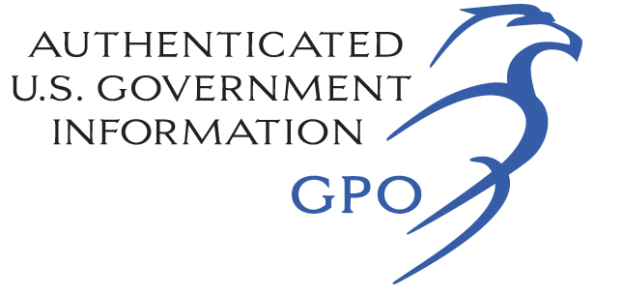 AUTHENTICATED
U.S. GOVERNMENT
INFORMATION
GPO